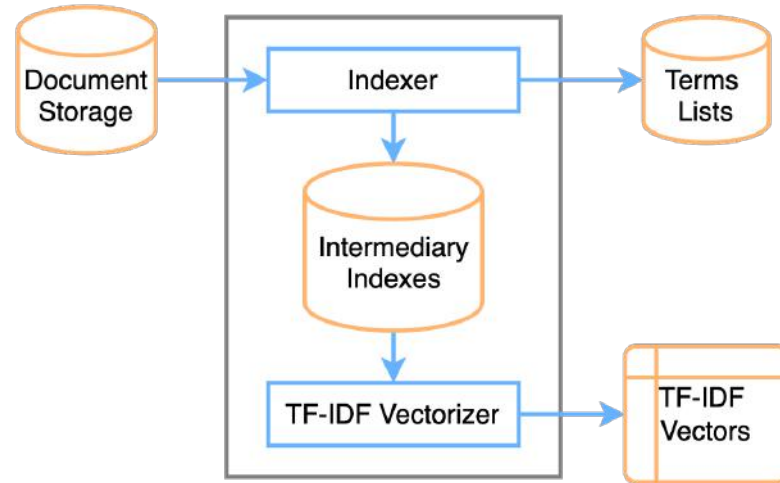 Document
Storage
Indexer
Terms
Lists
Intermediary
Indexes
TF-IDF Vectorizer
TF-IDF
Vectors